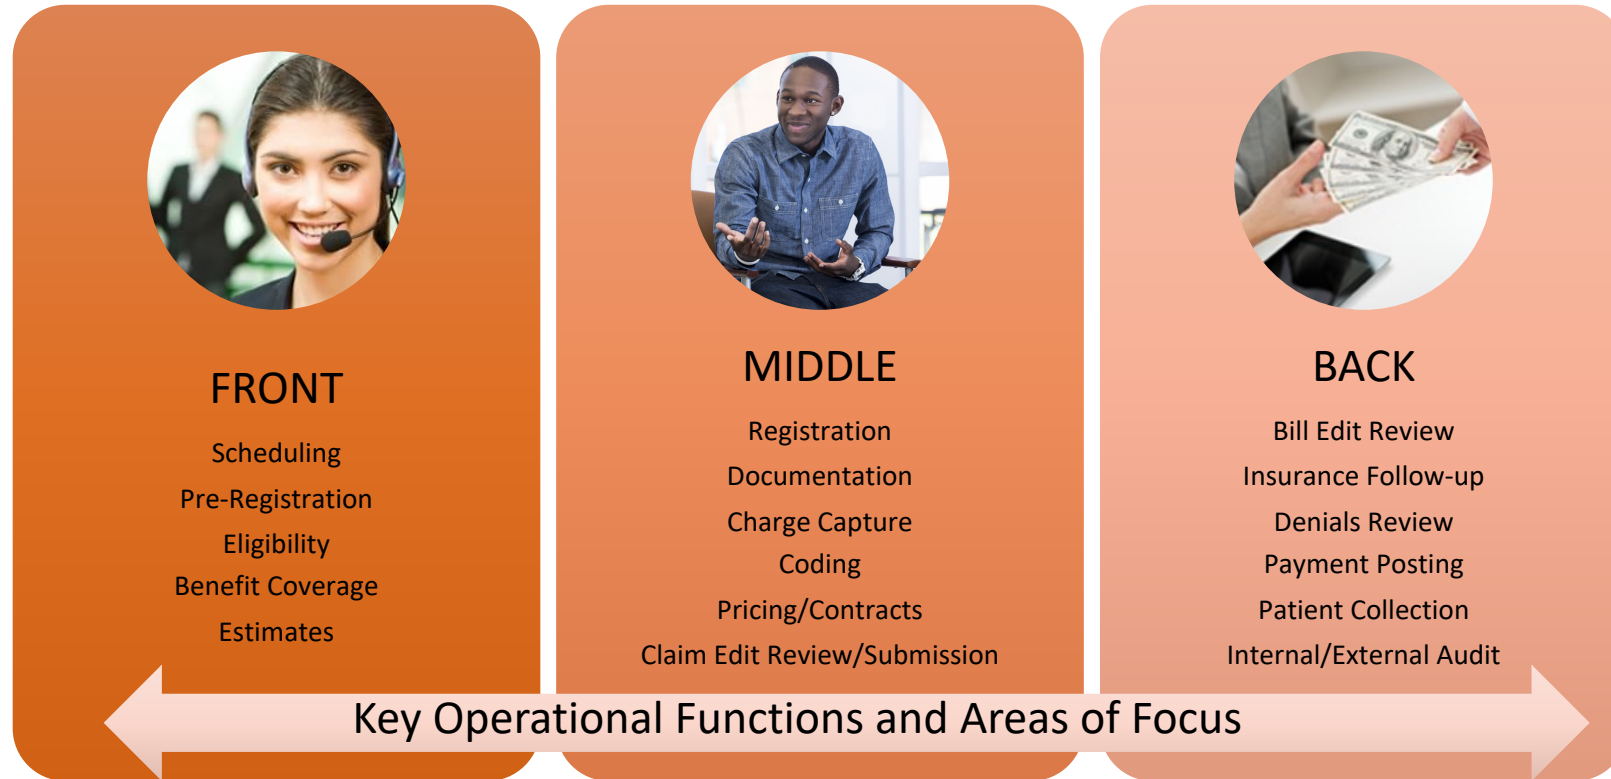 FRONT
Scheduling
Pre-Registration
Eligibility
Benefit Coverage
Estimates
MIDDLE
Registration
Documentation
Charge Capture
Coding
Pricing/Contracts
Claim Edit Review/Submission
BACK
Bill Edit Review
Insurance Follow-up
Denials Review
Payment Posting
Patient Collection
Internal/External Audit
Key Operational Functions and Areas of Focus